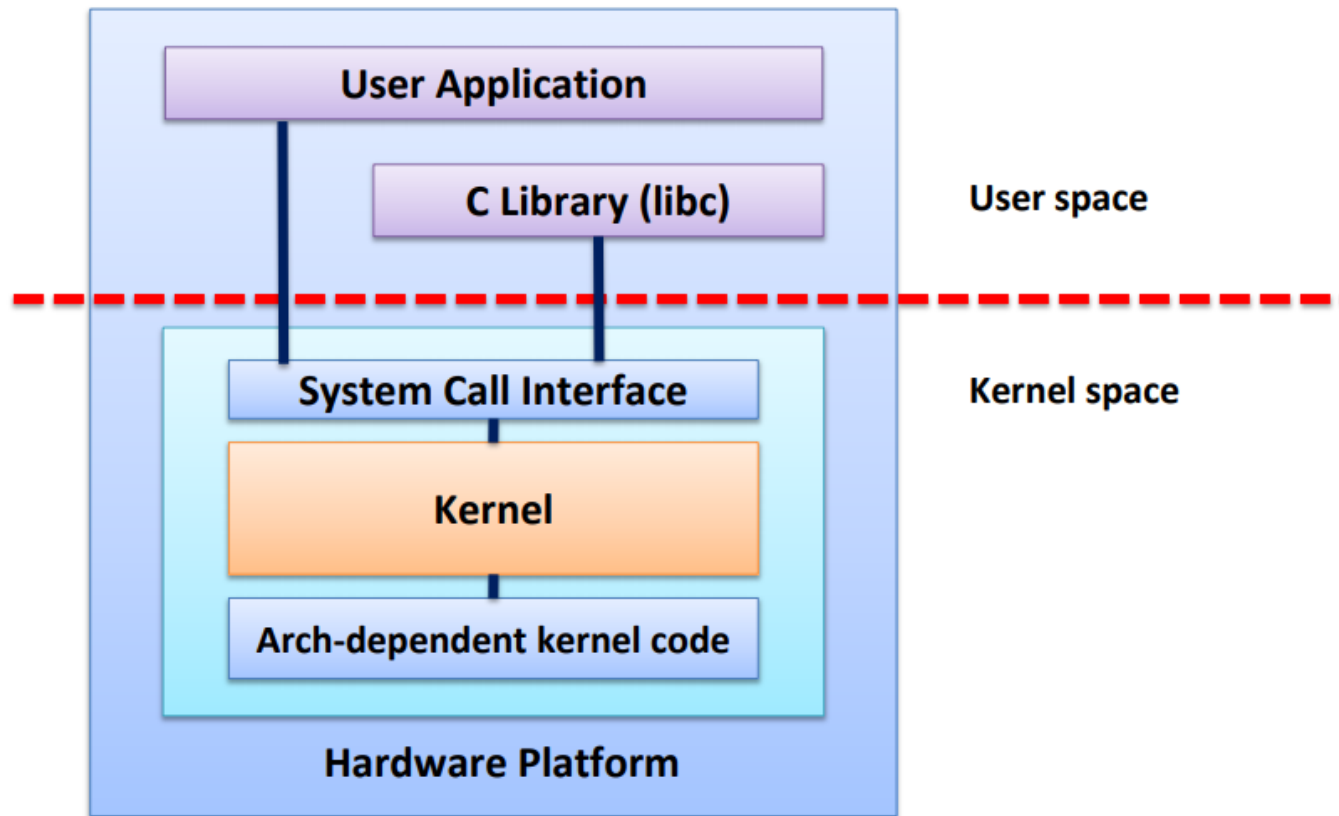 User Application
C Library (libc)
User space
System Call Interface
Kernel space
Kernel
Arch-dependent kernel code
Hardware Platform